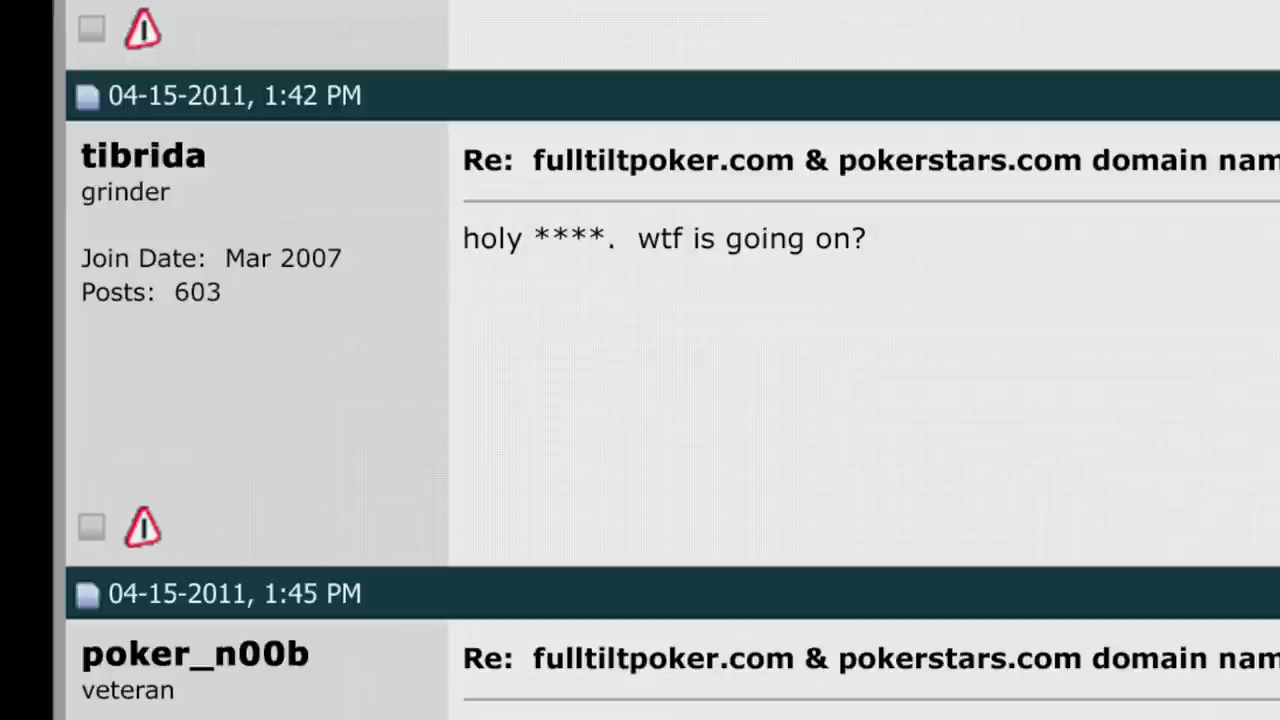 04-15-2011, 1:42 PM
tibrida
grinder
Join Date: Mar 2007
Posts: 603
Re: fulltiltpoker.com & pokerstars.com domain nam
holy ****. wtf is going on?
04-15-2011, 1:45 PM
poker_n00b
veteran
Re: fulltiltpoker.com & pokerstars.com domain nam